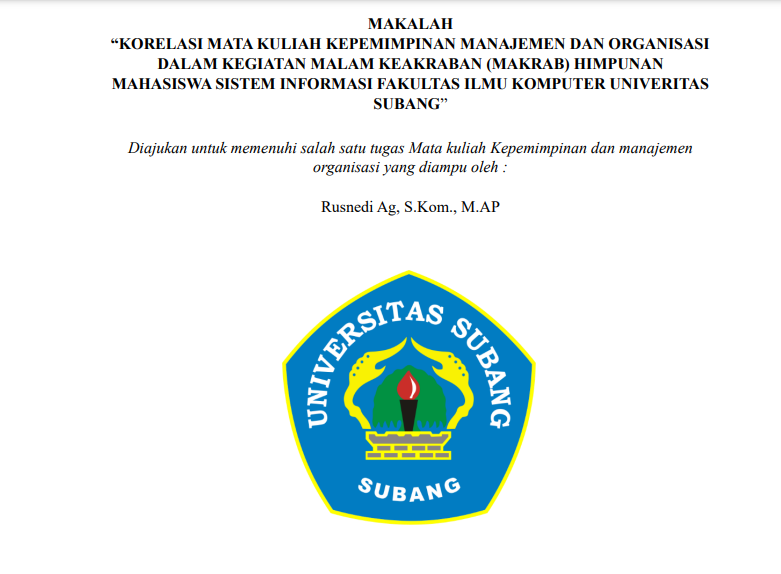 MAKALAH
“KORELASI MATA KULIAH KEPEMIMPINAN MANAJEMEN DAN ORGANISASI
DALAM KEGIATAN MALAM KEAKRABAN (MAKRAB) HIMPUNAN
MAHASISWA SISTEM INFORMASI FAKULTAS ILMU KOMPUTER UNIVERITAS
SUBANG”
Diajukan untuk memenuhi salah satu tugas Mata kuliah Kepemimpinan dan manajemen
organisasi yang diampu oleh :
Rusnedi Ag, S.Kom., M.AP
UNIVERSITAS SUBANG
SUBANG